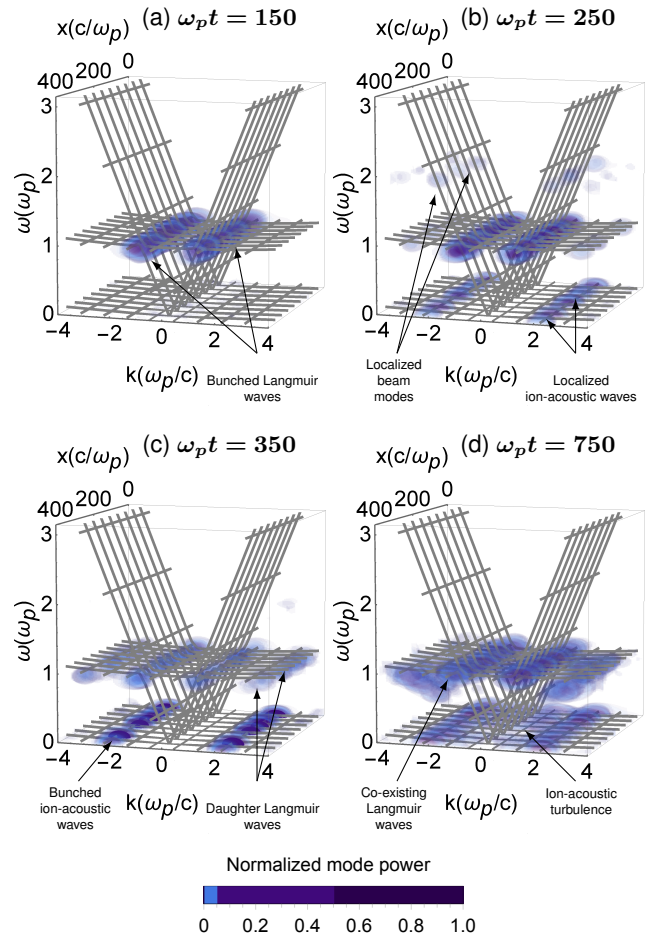 (a) ωₚt = 150
x(c/ωₚ)
0
200
400
3
2
1
0
ω(ωₚ)
−4 −2 0 2 4
k(ωₚ/c)
Bunched Langmuir
waves
(b) ωₚt = 250
x(c/ωₚ)
0
200
400
3
2
1
0
ω(ωₚ)
−4 −2 0 2 4
k(ωₚ/c)
Localized
beam
modes
Localized
ion-acoustic waves
(c) ωₚt = 350
x(c/ωₚ)
0
200
400
3
2
1
0
ω(ωₚ)
−4 −2 0 2 4
k(ωₚ/c)
Bunched
ion-acoustic
waves
Daughter Langmuir
waves
(d) ωₚt = 750
x(c/ωₚ)
0
200
400
3
2
1
0
ω(ωₚ)
−4 −2 0 2 4
k(ωₚ/c)
Co-existing
Langmuir
waves
Ion-acoustic
turbulence
Normalized mode power
0 0.2 0.4 0.6 0.8 1.0